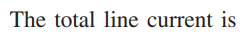 The total line current is